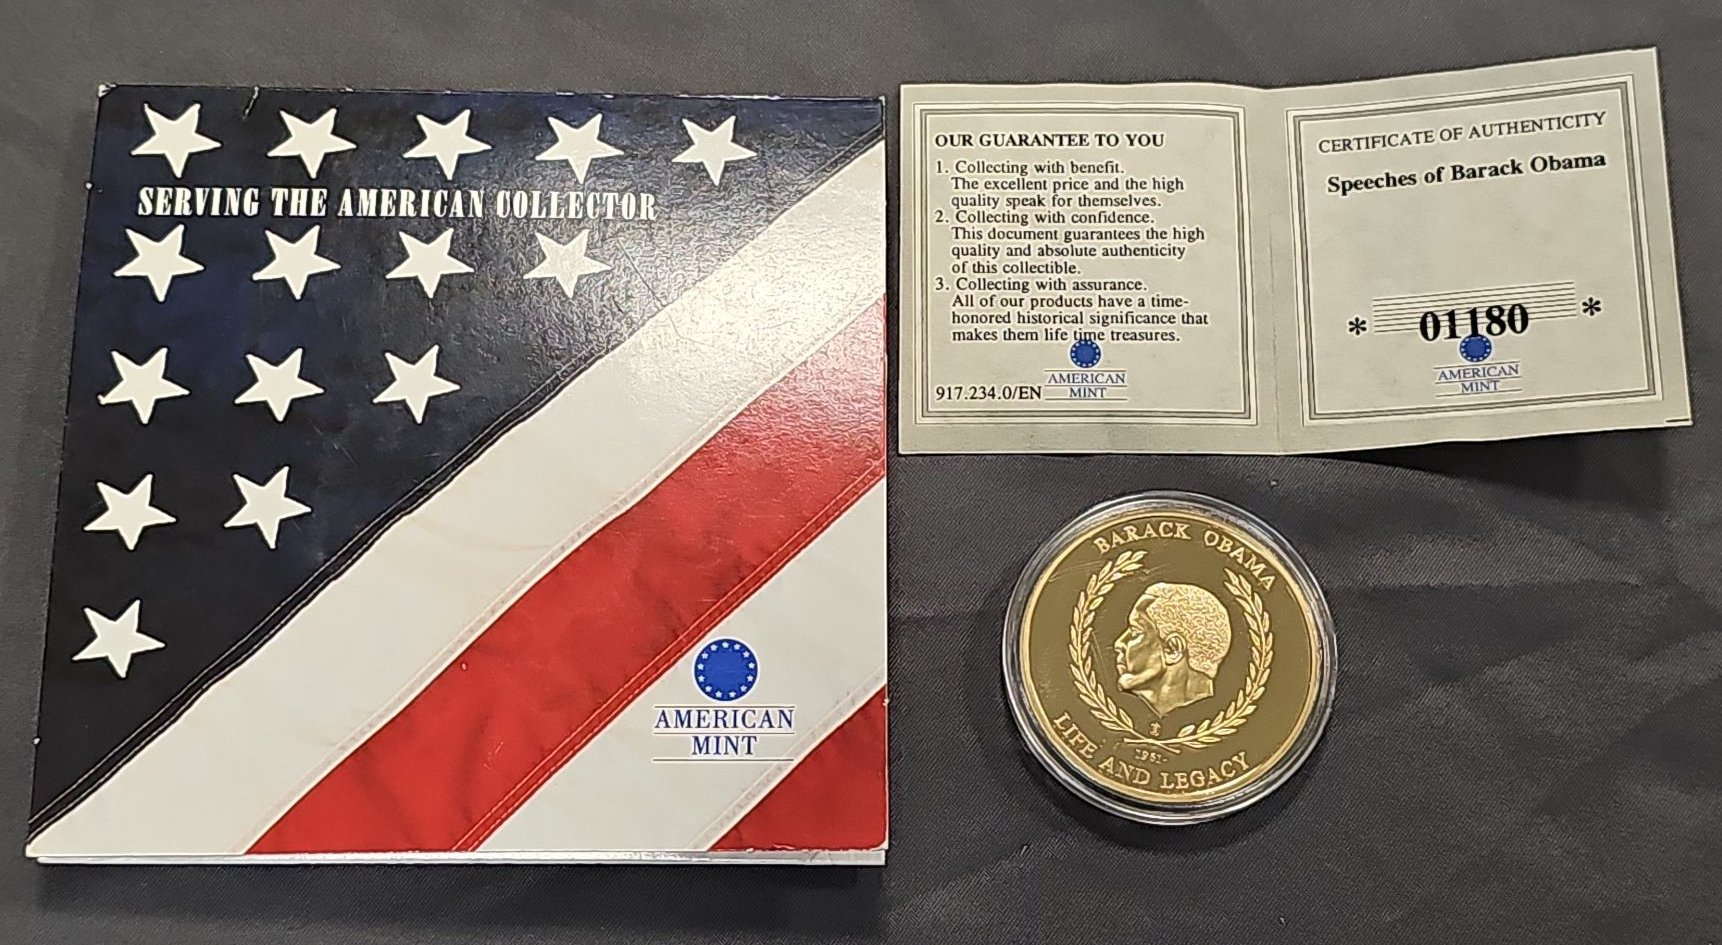 SERVING THE AMERICAN COLLECTOR
AMERICAN
MINT
OUR GUARANTEE TO YOU
1. Collecting with benefit.
The excellent price and the high
quality speak for themselves.
2. Collecting with confidence.
This document guarantees the high
quality and absolute authenticity
of this collectible.
3. Collecting with assurance.
All of our products have a time-
honored historical significance that
makes them life time treasures.
917.234.0/EN
AMERICAN
MINT
CERTIFICATE OF AUTHENTICITY
Speeches of Barack Obama
* 01180 *
AMERICAN
MINT
BARACK OBAMA
LIFE AND LEGACY